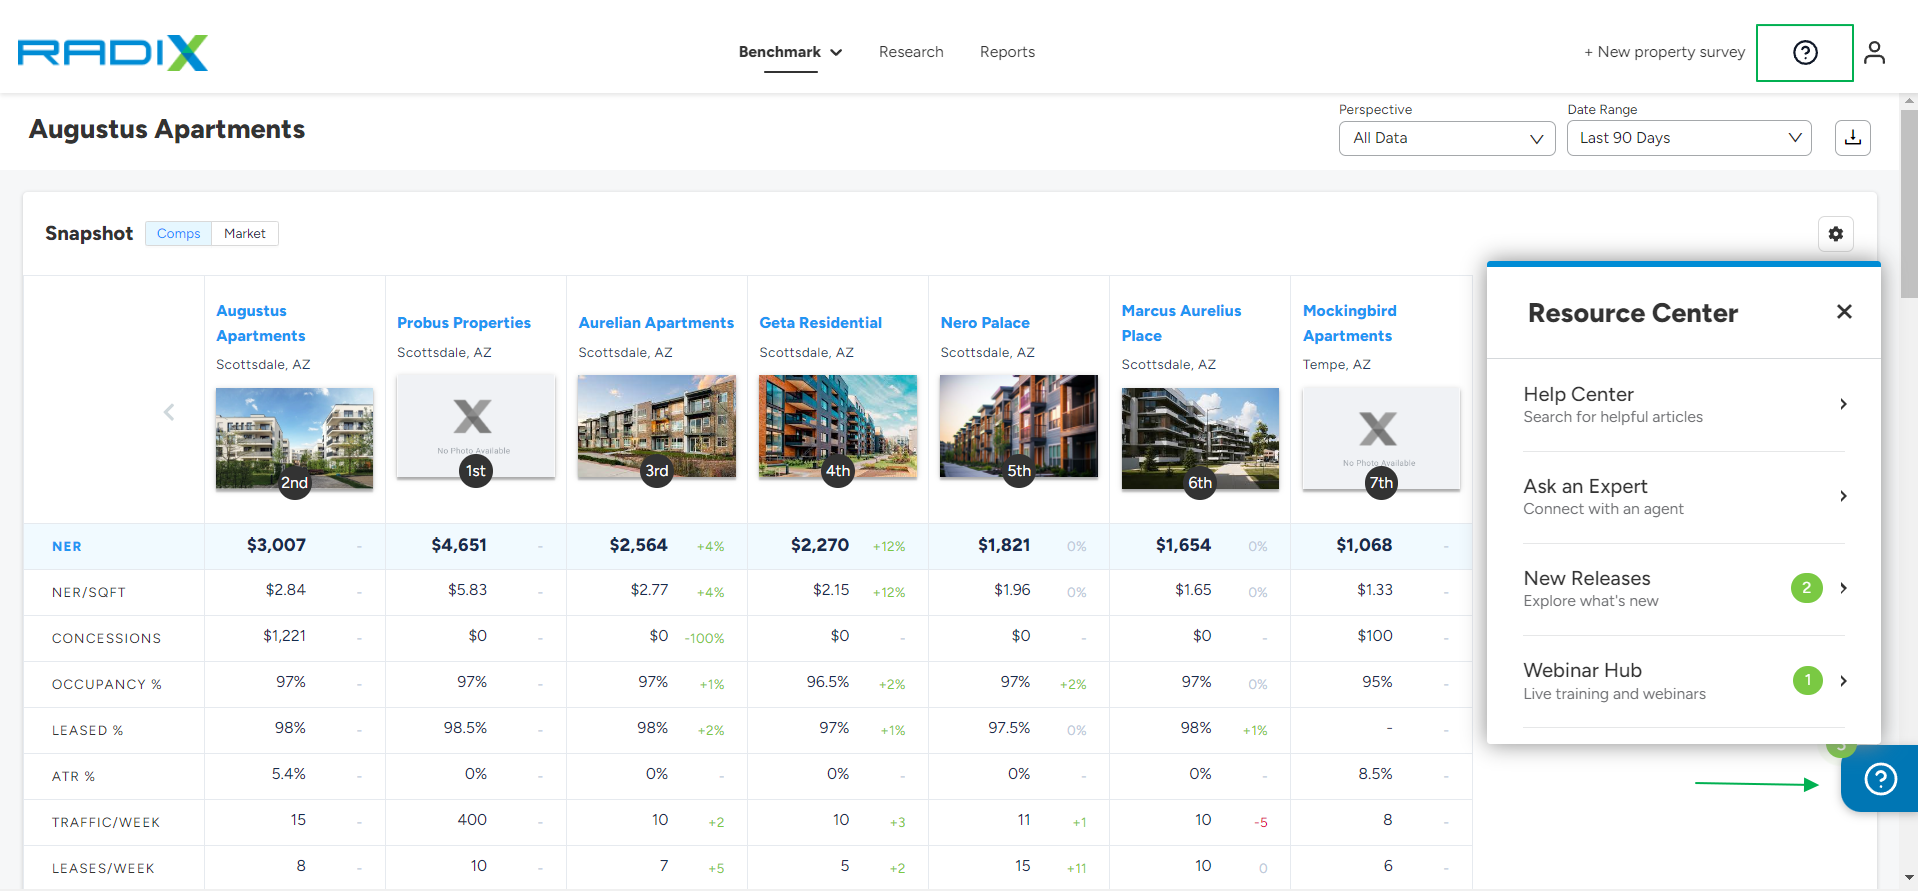 RADIX
Benchmark
Research
Reports
+ New property survey
Augustus Apartments
Perspective
All Data
Date Range
Last 90 Days
Snapshot
Comps
Market
Augustus
Apartments
Scottsdale, AZ
2nd
Probus Properties
Scottsdale, AZ
X
No Photo Available
1st
Aurelian Apartments
Scottsdale, AZ
3rd
Geta Residential
Scottsdale, AZ
4th
Nero Palace
Scottsdale, AZ
5th
Marcus Aurelius
Place
Scottsdale, AZ
6th
Mockingbird
Apartments
Tempe, AZ
X
No Photo Available
7th
NER $3,007 - $4,651 - $2,564 +4% $2,270 +12% $1,821 0% $1,654 0% $1,068 -
NER/SQFT $2.84 - $5.83 - $2.77 +4% $2.15 +12% $1.96 0% $1.65 0% $1.33 -
CONCESSIONS $1,221 - $0 - $0 -100% $0 - $0 - $0 - $100 -
OCCUPANCY % 97% - 97% - 97% +1% 96.5% +2% 97% +2% 97% 0% 95% -
LEASED % 98% - 98.5% - 98% +2% 97% +1% 97.5% 0% 98% +1% - -
ATR % 5.4% - 0% - 0% - 0% - 0% - 0% - 8.5% -
TRAFFIC/WEEK 15 - 400 - 10 +2 10 +3 11 +1 10 -5 8 -
LEASES/WEEK 8 - 10 - 7 +5 5 +2 15 +11 10 0 6 -
Resource Center
Help Center
Search for helpful articles
Ask an Expert
Connect with an agent
New Releases
Explore what's new
2
Webinar Hub
Live training and webinars
1
3